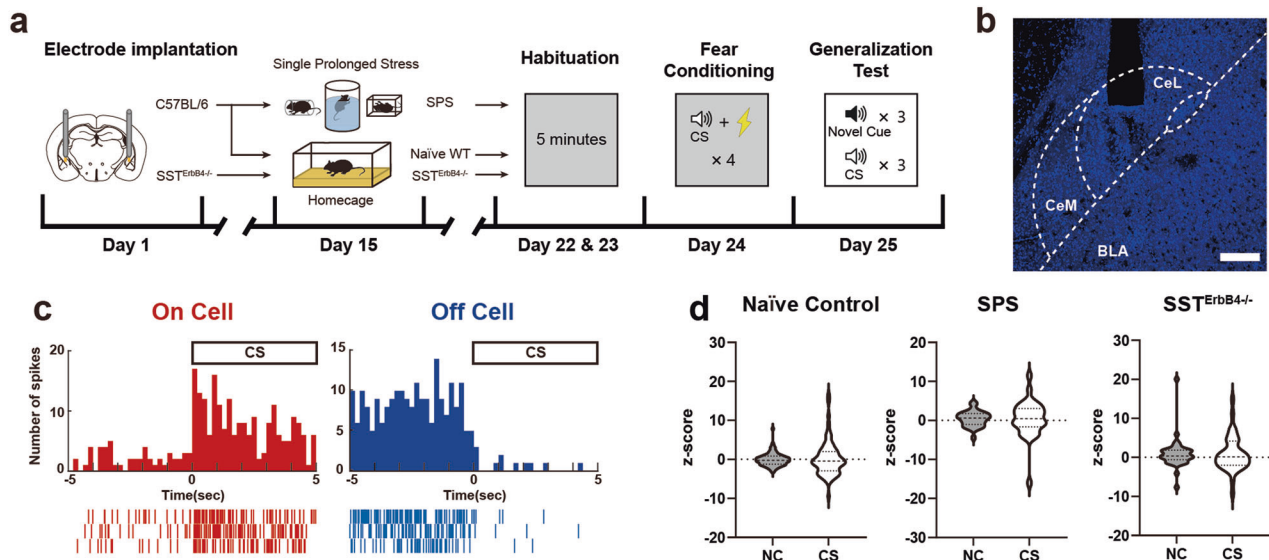 a
Electrode implantation
C57BL/6
SST^ErbB4-/-
Single Prolonged Stress
Homecage
SPS
Naïve WT
SST^ErbB4-/-
Habituation
5 minutes
Fear
Conditioning
CS
+
× 4
Generalization
Test
× 3
Novel Cue
× 3
CS
Day 1
Day 15
Day 22 & 23
Day 24
Day 25
b
CeL
CeM
BLA
c
On Cell
Number of spikes
20
10
0
CS
-5
0
5
Time(sec)
Off Cell
15
10
5
0
CS
-5
0
5
Time(sec)
d
Naïve Control
z-score
30
20
10
0
-10
-20
NC
CS
SPS
z-score
20
10
0
-10
-20
-30
NC
CS
SST^ErbB4-/-
z-score
30
20
10
0
-10
-20
NC
CS